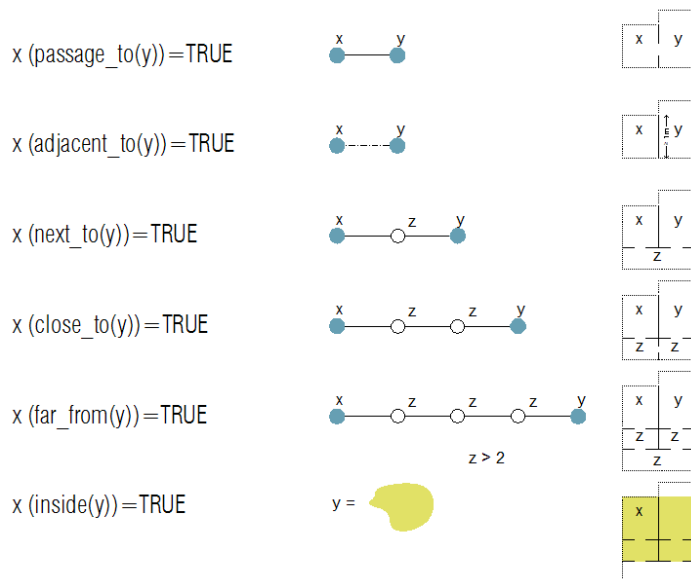 x (passage_to(y))=TRUE
x y
x y
x (adjacent_to(y))=TRUE
x y
x y
x (next_to(y))=TRUE
x z y
x y
z
x (close_to(y))=TRUE
x z z y
x y
z z
x (far_from(y))=TRUE
x z z z y
x y
z z
z
z > 2
x (inside(y))=TRUE
y =
x